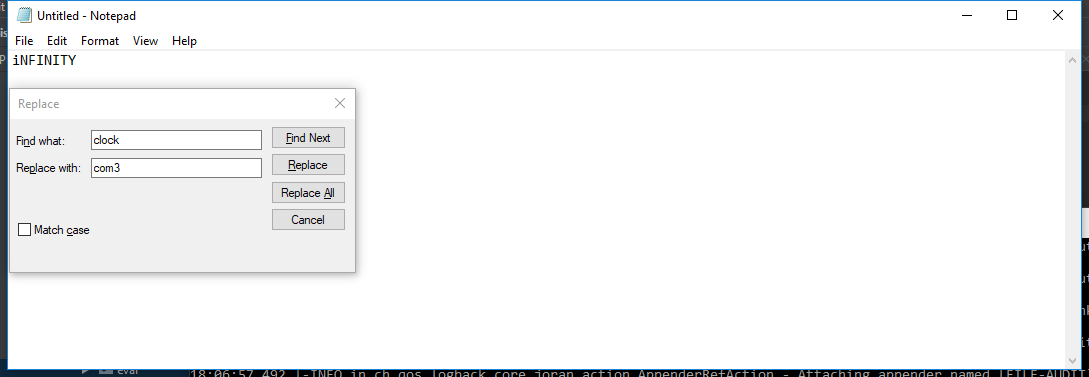 Untitled - Notepad
File Edit Format View Help
iNFINITY
Replace
Find what: clock Find Next
Replace with: com3 Replace
Replace All
Cancel
Match case
eval
18:06:57,492 |-INFO in ch.qos.logback.core.joran.action.AppenderRefAction - Attaching appender named [FILE-AUDIT